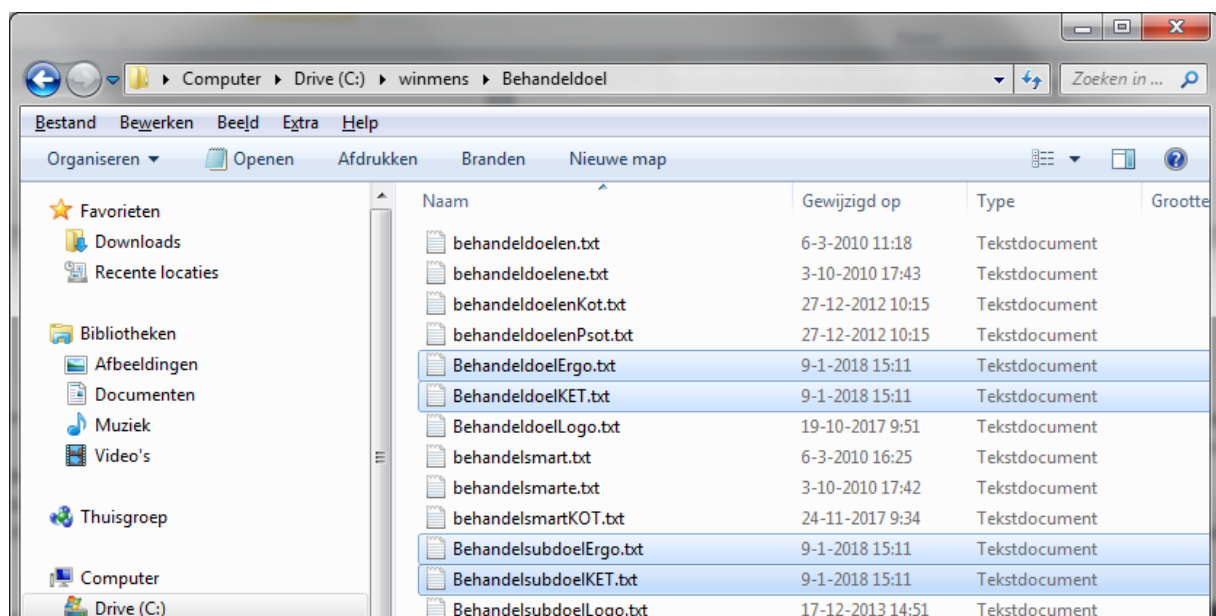 Computer ▸ Drive (C:) ▸ winmens ▸ Behandeldoel
Zoeken in ...
Bestand Bewerken Beeld Extra Help
Organiseren Openen Afdrukken Branden Nieuwe map
Favorieten
Downloads
Recente locaties
Bibliotheken
Afbeeldingen
Documenten
Muziek
Video's
Thuisgroep
Computer
Drive (C:)
Naam Gewijzigd op Type Grootte
behandeldoelen.txt 6-3-2010 11:18 Tekstdocument
behandeldoelene.txt 3-10-2010 17:43 Tekstdocument
behandeldoelenKot.txt 27-12-2012 10:15 Tekstdocument
behandeldoelenPsot.txt 27-12-2012 10:15 Tekstdocument
BehandeldoelErgo.txt 9-1-2018 15:11 Tekstdocument
BehandeldoelKET.txt 9-1-2018 15:11 Tekstdocument
BehandeldoelLogo.txt 19-10-2017 9:51 Tekstdocument
behandelsmart.txt 6-3-2010 16:25 Tekstdocument
behandelsmarte.txt 3-10-2010 17:42 Tekstdocument
behandelsmartKOT.txt 24-11-2017 9:34 Tekstdocument
BehandelsubdoelErgo.txt 9-1-2018 15:11 Tekstdocument
BehandelsubdoelKET.txt 9-1-2018 15:11 Tekstdocument
BehandelsubdoelLogo.txt 17-12-2013 14:51 Tekstdocument